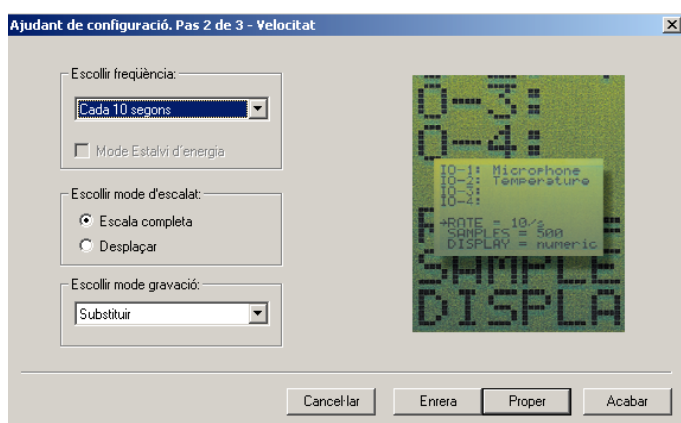 Ajudant de configuració. Pas 2 de 3 - Velocitat
Escollir freqüència:
Cada 10 segons
Mode Estalvi d'energia
Escollir mode d'escalat:
Escala completa
Desplaçar
Escollir mode gravació:
Substituir
O-3:
O-4:
IO-1: Microphone
IO-2: Temperature
IO-3:
IO-4:
→RATE = 10/s
SAMPLES = 500
DISPLAY = numeric
SAMPLE
DISPLA
Cancel·lar
Enrera
Proper
Acabar